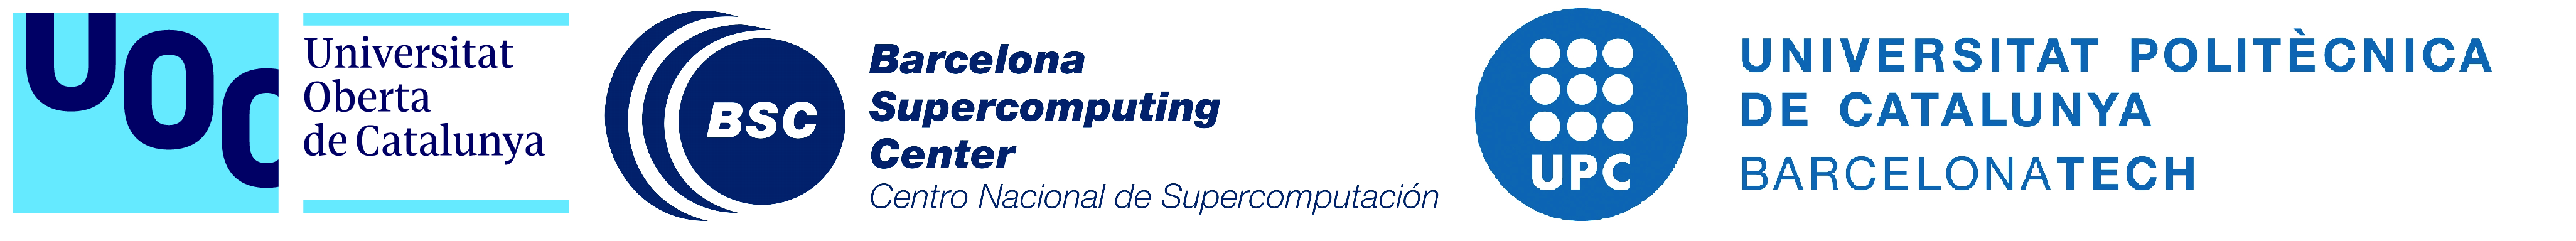 UOC
Universitat
Oberta
de Catalunya
BSC
Barcelona
Supercomputing
Center
Centro Nacional de Supercomputación
UPC
UNIVERSITAT POLITÈCNICA
DE CATALUNYA
BARCELONATECH